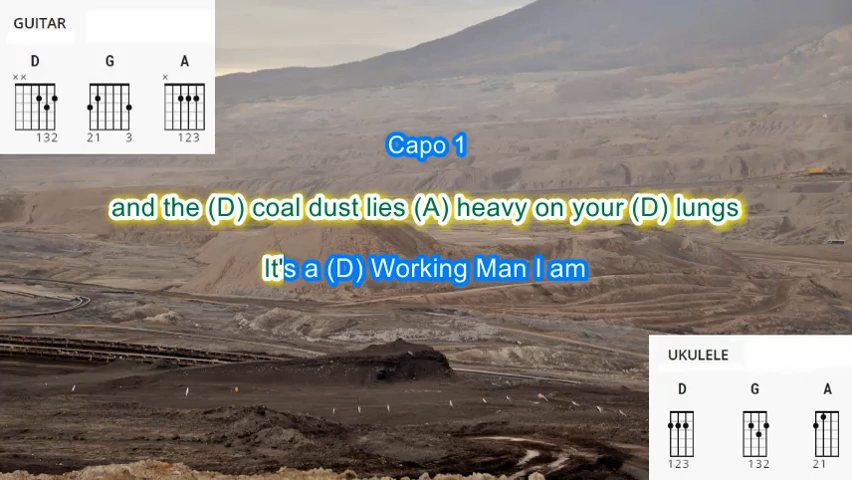 GUITAR
D G A
×× ×
132 21 3 123
Capo 1
and the (D) coal dust lies (A) heavy on your (D) lungs
It's a (D) Working Man I am
UKULELE
D G A
123 132 21